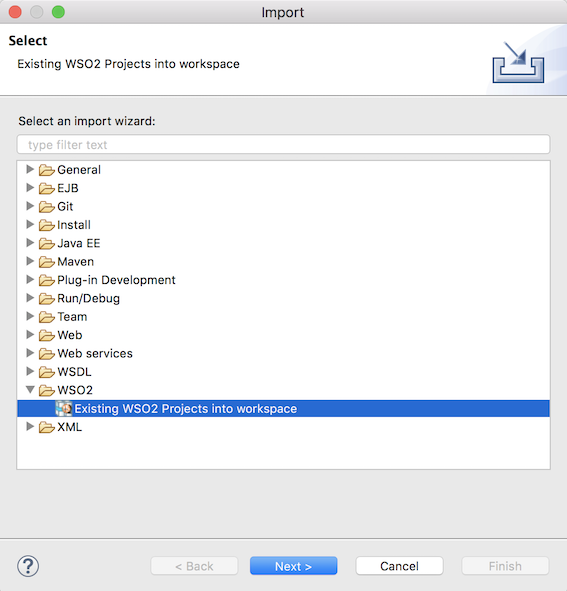 Import
Select
Existing WSO2 Projects into workspace
Select an import wizard:
type filter text
General
EJB
Git
Install
Java EE
Maven
Plug-in Development
Run/Debug
Team
Web
Web services
WSDL
WSO2
Existing WSO2 Projects into workspace
XML
? < Back Next > Cancel Finish